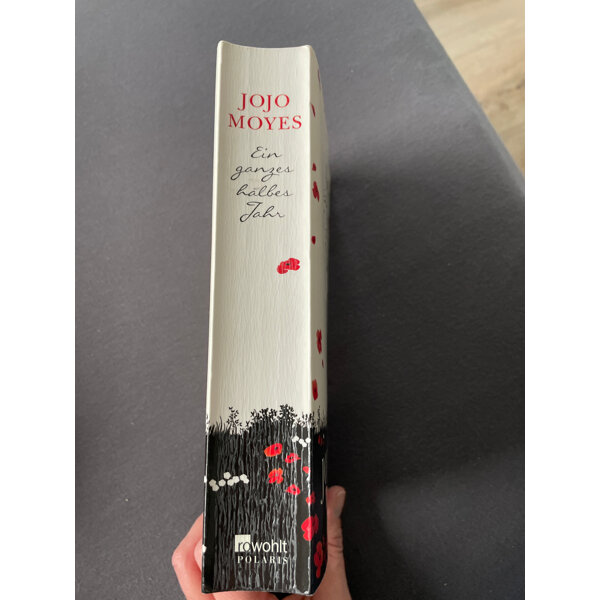 JOJO
MOYES
Ein
ganzes
halbes
Jahr
rowohlt
POLARIS